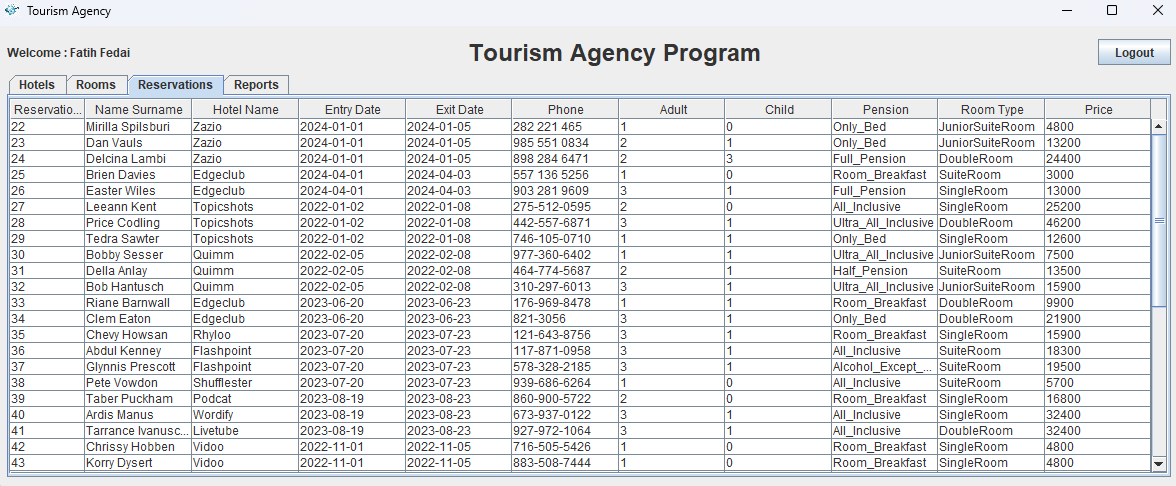 Tourism Agency
Welcome : Fatih Fedai Tourism Agency Program Logout
Hotels Rooms Reservations Reports
Reservatio... Name Surname Hotel Name Entry Date Exit Date Phone Adult Child Pension Room Type Price
22 Mirilla Spilsburi Zazio 2024-01-01 2024-01-05 282 221 465 1 0 Only_Bed JuniorSuiteRoom 4800
23 Dan Vauls Zazio 2024-01-01 2024-01-05 985 551 0834 2 1 Only_Bed JuniorSuiteRoom 13200
24 Delcina Lambi Zazio 2024-01-01 2024-01-05 898 284 6471 2 3 Full_Pension DoubleRoom 24400
25 Brien Davies Edgeclub 2024-04-01 2024-04-03 557 136 5256 1 0 Room_Breakfast SuiteRoom 3000
26 Easter Wiles Edgeclub 2024-04-01 2024-04-03 903 281 9609 3 1 Full_Pension SingleRoom 13000
27 Leeann Kent Topicshots 2022-01-02 2022-01-08 275-512-0595 2 0 All_Inclusive SingleRoom 25200
28 Price Codling Topicshots 2022-01-02 2022-01-08 442-557-6871 3 1 Ultra_All_Inclusive DoubleRoom 46200
29 Tedra Sawter Topicshots 2022-01-02 2022-01-08 746-105-0710 1 1 Only_Bed SingleRoom 12600
30 Bobby Sesser Quimm 2022-02-05 2022-02-08 977-360-6402 1 1 Ultra_All_Inclusive JuniorSuiteRoom 7500
31 Della Anlay Quimm 2022-02-05 2022-02-08 464-774-5687 2 1 Half_Pension SuiteRoom 13500
32 Bob Hantusch Quimm 2022-02-05 2022-02-08 310-297-6013 3 1 Ultra_All_Inclusive JuniorSuiteRoom 15900
33 Riane Barnwall Edgeclub 2023-06-20 2023-06-23 176-969-8478 1 1 Room_Breakfast DoubleRoom 9900
34 Clem Eaton Edgeclub 2023-06-20 2023-06-23 821-3056 3 1 Only_Bed DoubleRoom 21900
35 Chevy Howsan Rhyloo 2023-07-20 2023-07-23 121-643-8756 3 1 Room_Breakfast SingleRoom 15900
36 Abdul Kenney Flashpoint 2023-07-20 2023-07-23 117-871-0958 3 1 All_Inclusive SuiteRoom 18300
37 Glynnis Prescott Flashpoint 2023-07-20 2023-07-23 578-328-2185 3 1 Alcohol_Except_... SuiteRoom 19500
38 Pete Vowdon Shufflester 2023-07-20 2023-07-23 939-686-6264 1 0 All_Inclusive SuiteRoom 5700
39 Taber Puckham Podcat 2023-08-19 2023-08-23 860-900-5722 2 0 Room_Breakfast SingleRoom 16800
40 Ardis Manus Wordify 2023-08-19 2023-08-23 673-937-0122 3 1 All_Inclusive SingleRoom 32400
41 Tarrance Ivanusc... Livetube 2023-08-19 2023-08-23 927-972-1064 3 1 All_Inclusive DoubleRoom 32400
42 Chrissy Hobben Vidoo 2022-11-01 2022-11-05 716-505-5426 1 0 Room_Breakfast SingleRoom 4800
43 Korry Dysert Vidoo 2022-11-01 2022-11-05 883-508-7444 1 0 Room_Breakfast SingleRoom 4800